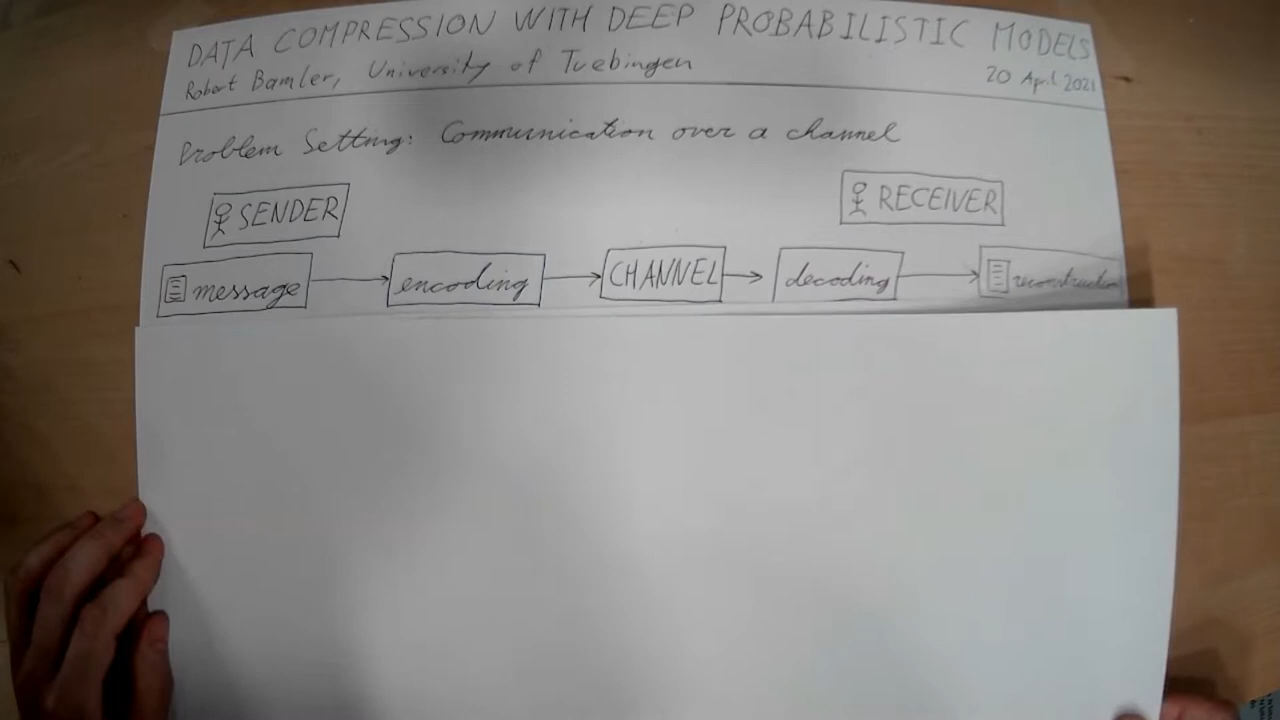 DATA COMPRESSION WITH DEEP PROBABILISTIC MODELS
Robert Bamler, University of Tuebingen
20 April 2021
Problem Setting: Communication over a channel
SENDER
RECEIVER
message
encoding
CHANNEL
decoding
reconstruction